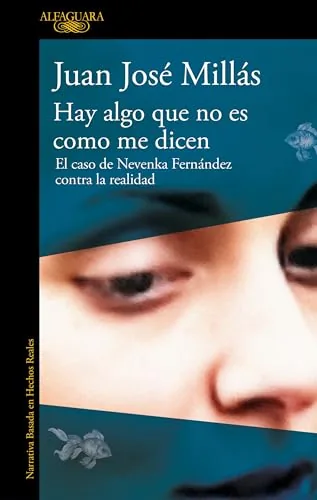 ALFAGUARA
Juan José Millás
Hay algo que no es
como me dicen
El caso de Nevenka Fernández
contra la realidad
Narrativa Basada en Hechos Reales